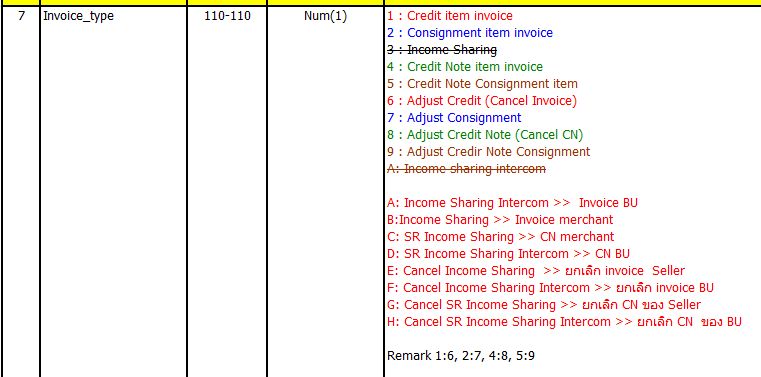 7 Invoice_type 110-110 Num(1) 1 : Credit item invoice
2 : Consignment item invoice
3 : Income Sharing
4 : Credit Note item invoice
5 : Credit Note Consignment item
6 : Adjust Credit (Cancel Invoice)
7 : Adjust Consignment
8 : Adjust Credit Note (Cancel CN)
9 : Adjust Credir Note Consignment
A: Income sharing intercom
A: Income Sharing Intercom >> Invoice BU
B:Income Sharing >> Invoice merchant
C: SR Income Sharing >> CN merchant
D: SR Income Sharing Intercom >> CN BU
E: Cancel Income Sharing >> ยกเลิก invoice Seller
F: Cancel Income Sharing Intercom >> ยกเลิก invoice BU
G: Cancel SR Income Sharing >> ยกเลิก CN ของ Seller
H: Cancel SR Income Sharing Intercom >> ยกเลิก CN ของ BU
Remark 1:6, 2:7, 4:8, 5:9